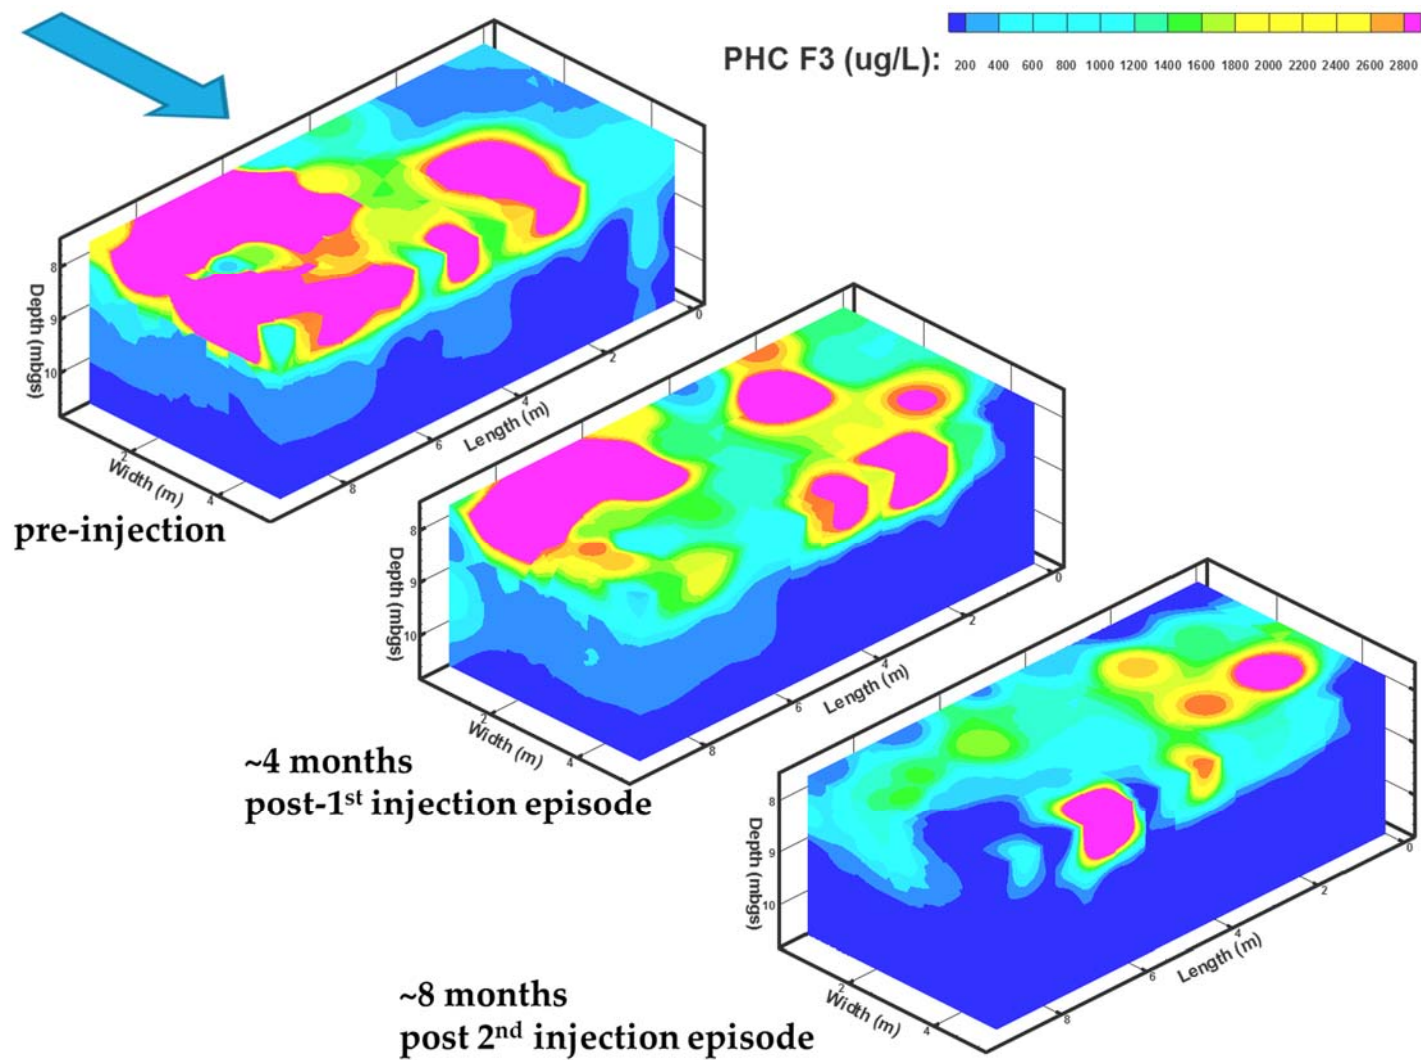 PHC F3 (ug/L):
200 400 600 800 1000 1200 1400 1600 1800 2000 2200 2400 2600 2800
8
9
10
Depth (mbgs)
2
4
Width (m)
8
6
4
2
0
Length (m)
pre-injection
8
9
10
Depth (mbgs)
2
4
Width (m)
8
6
4
2
0
Length (m)
~4 months
post-1st injection episode
8
9
10
Depth (mbgs)
2
4
Width (m)
8
6
4
2
0
Length (m)
~8 months
post 2nd injection episode